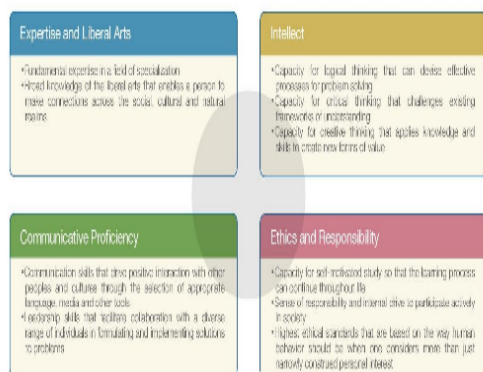 Expertise and Liberal Arts
•Fundamental expertise in a field of specialization
•Broad knowledge of the liberal arts that enables a person to
make connections across the social, cultural and natural
realms
Intellect
•Capacity for logical thinking that can devise effective
processes for problem solving
•Capacity for critical thinking that challenges existing
frameworks of understanding
•Capacity for creative thinking that applies knowledge and
skills to create new forms of value
Communicative Proficiency
•Communication skills that drive positive interaction with other
peoples and cultures through the selection of appropriate
language, media and other tools
•Leadership skills that facilitate collaboration with a diverse
range of individuals in formulating and implementing solutions
to problems
Ethics and Responsibility
•Capacity for self-motivated study so that the learning process
can continue throughout life
•Sense of responsibility and internal drive to participate actively
in society
•Highest ethical standards that are based on the way human
behavior should be when one considers more than just
narrowly construed personal interest